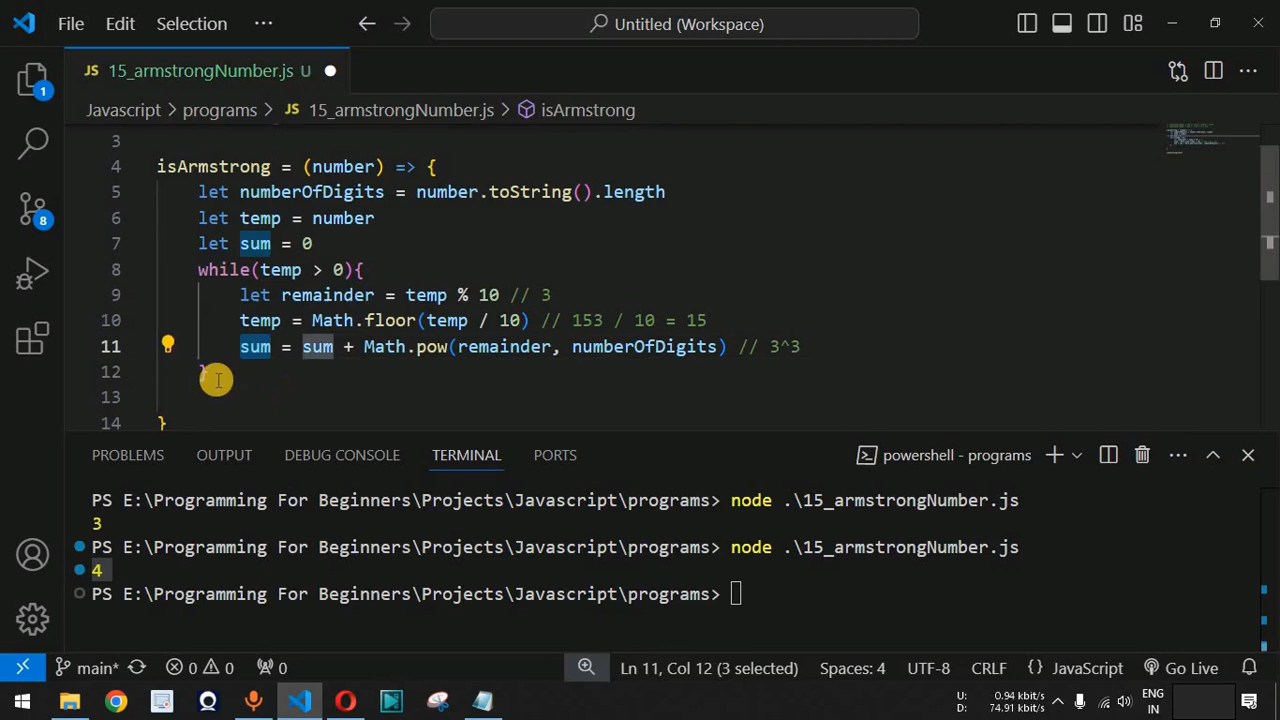 File Edit Selection ··· Untitled (Workspace)
JS 15_armstrongNumber.js U
Javascript > programs > JS 15_armstrongNumber.js > isArmstrong
3
4 isArmstrong = (number) => {
5 let numberOfDigits = number.toString().length
6 let temp = number
7 let sum = 0
8 while(temp > 0){
9 let remainder = temp % 10 // 3
10 temp = Math.floor(temp / 10) // 153 / 10 = 15
11 sum = sum + Math.pow(remainder, numberOfDigits) // 3^3
12 }
13
14 }
PROBLEMS OUTPUT DEBUG CONSOLE TERMINAL PORTS powershell - programs
PS E:\Programming For Beginners\Projects\Javascript\programs> node .\15_armstrongNumber.js
3
PS E:\Programming For Beginners\Projects\Javascript\programs> node .\15_armstrongNumber.js
4
PS E:\Programming For Beginners\Projects\Javascript\programs>
1
8
main* 0 0 0 Ln 11, Col 12 (3 selected) Spaces: 4 UTF-8 CRLF {} JavaScript Go Live
U: 0.94 kbit/s
D: 74.91 kbit/s
ENG
IN